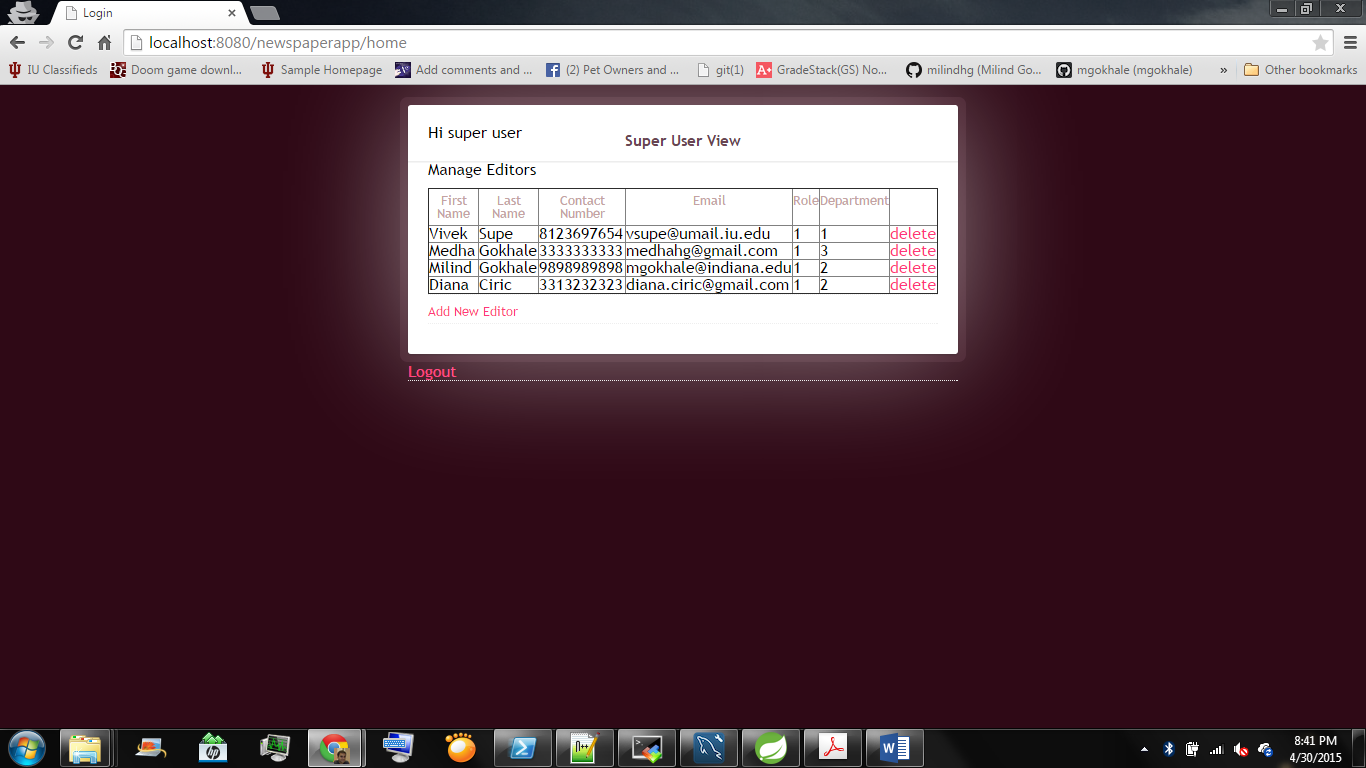 Login
localhost:8080/newspaperapp/home
IU Classifieds Doom game downl... Sample Homepage Add comments and ... (2) Pet Owners and ... git(1) A+ GradeStack(GS) No... milindhg (Milind Go... mgokhale (mgokhale) » Other bookmarks
Hi super user
Super User View
Manage Editors
First Name Last Name Contact Number Email Role Department
Vivek Supe 8123697654 vsupe@umail.iu.edu 1 1 delete
Medha Gokhale 3333333333 medhahg@gmail.com 1 3 delete
Milind Gokhale 9898989898 mgokhale@indiana.edu 1 2 delete
Diana Ciric 3313232323 diana.ciric@gmail.com 1 2 delete
Add New Editor
Logout
8:41 PM
4/30/2015